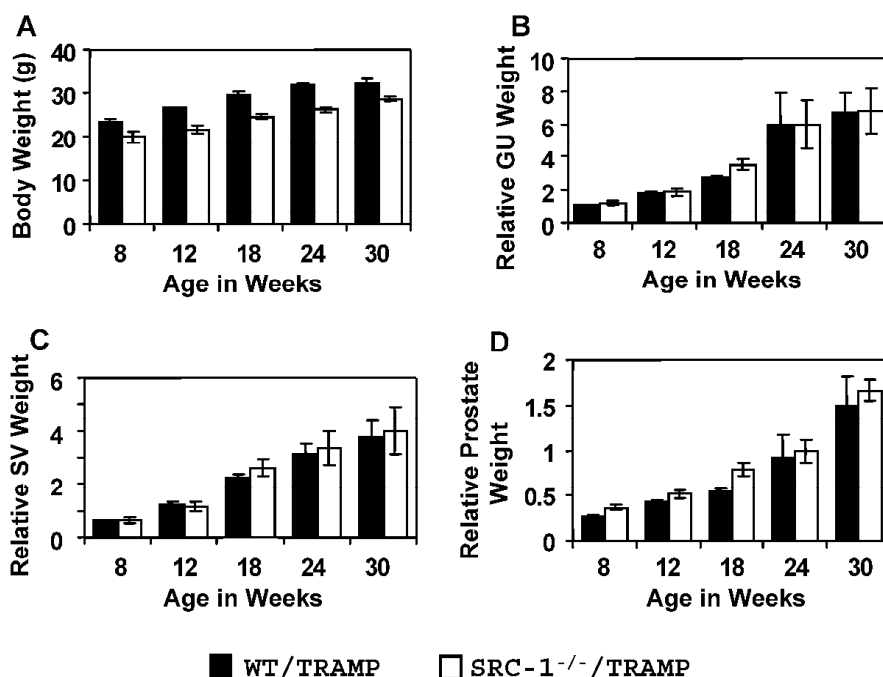 A
Body Weight (g)
40
30
20
10
0
8 12 18 24 30
Age in Weeks
B
Relative GU Weight
10
8
6
4
2
0
8 12 18 24 30
Age in Weeks
C
Relative SV Weight
6
4
2
0
8 12 18 24 30
Age in Weeks
D
Relative Prostate
Weight
2
1.5
1
0.5
0
8 12 18 24 30
Age in Weeks
WT/TRAMP
SRC-1-/-/TRAMP